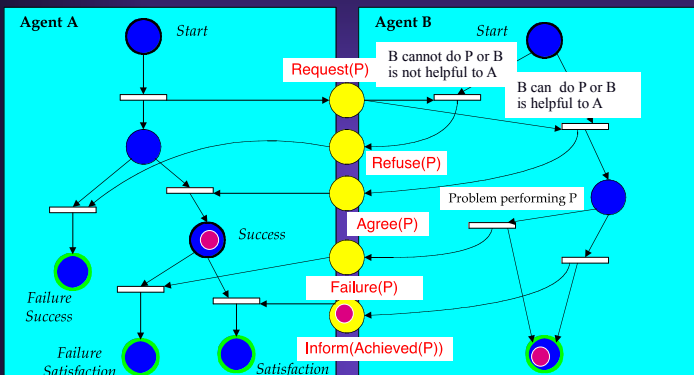 Agent A
Start
Request(P)
Agent B
Start
B cannot do P or B
is not helpful to A
B can do P or B
is helpful to A
Refuse(P)
Agree(P)
Problem performing P
Success
Failure
Success
Failure(P)
Inform(Achieved(P))
Failure
Satisfaction
Satisfaction